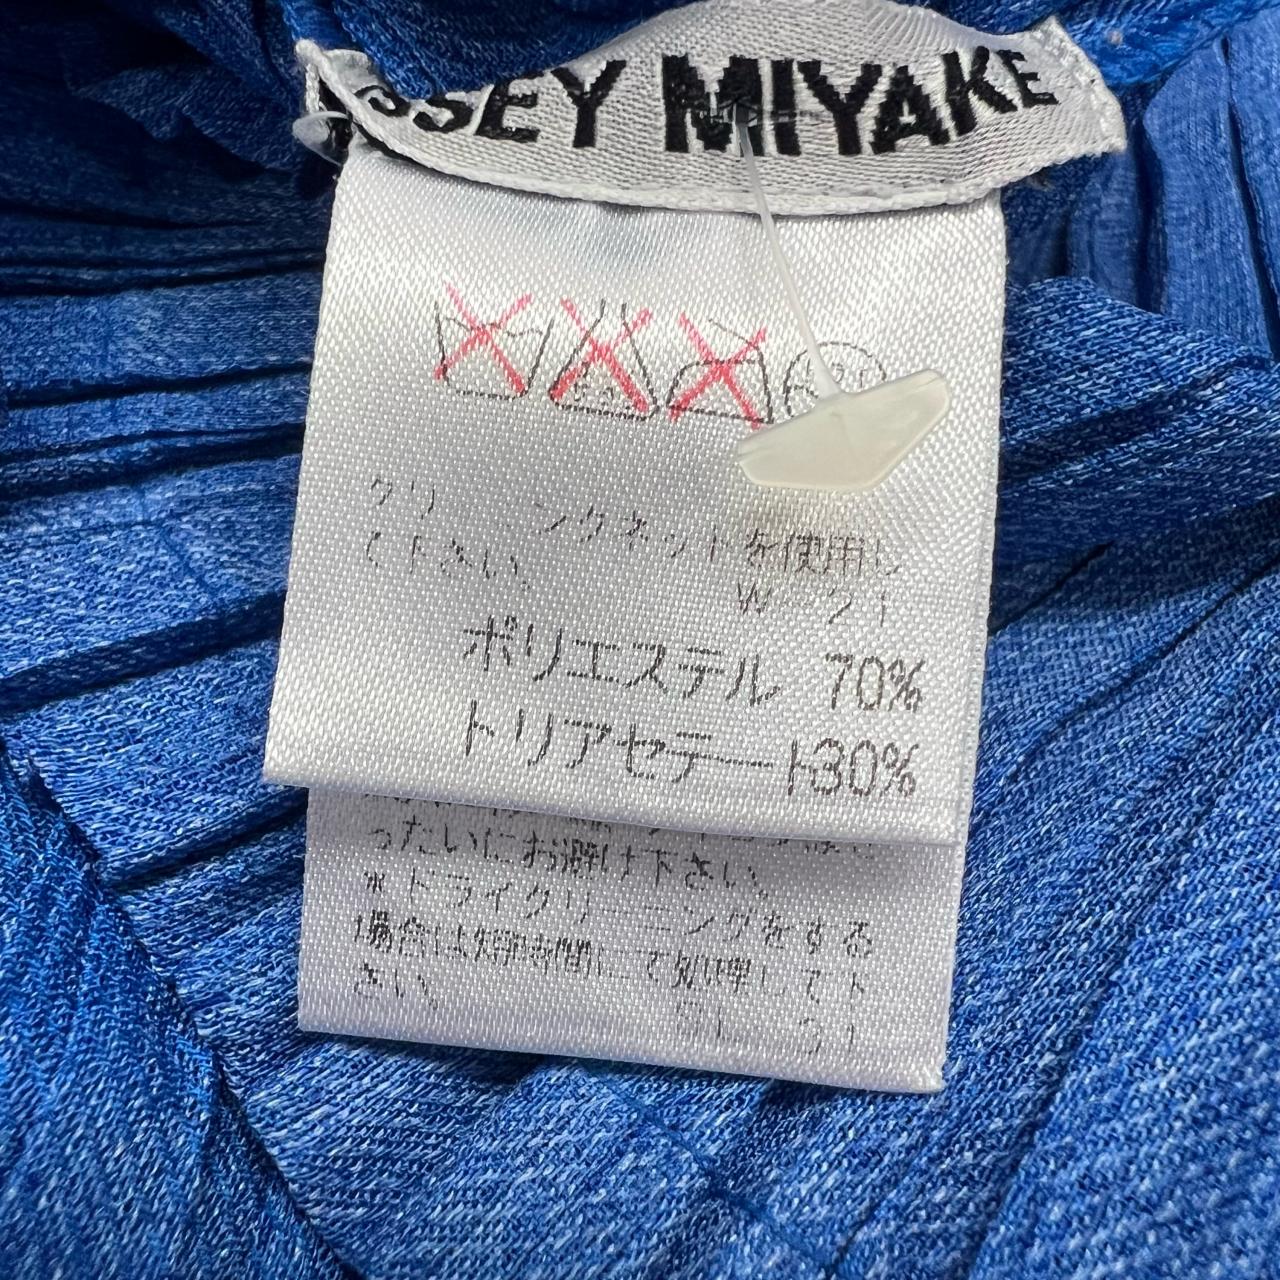 ISSEY MIYAKE
クリーニングネットを使用し
て下さい。
W-21
ポリエステル 70%
トリアセテート30%
ったいにお避け下さい。
※ドライクリーニングをする
場合は短時間にて処理して下
さい。